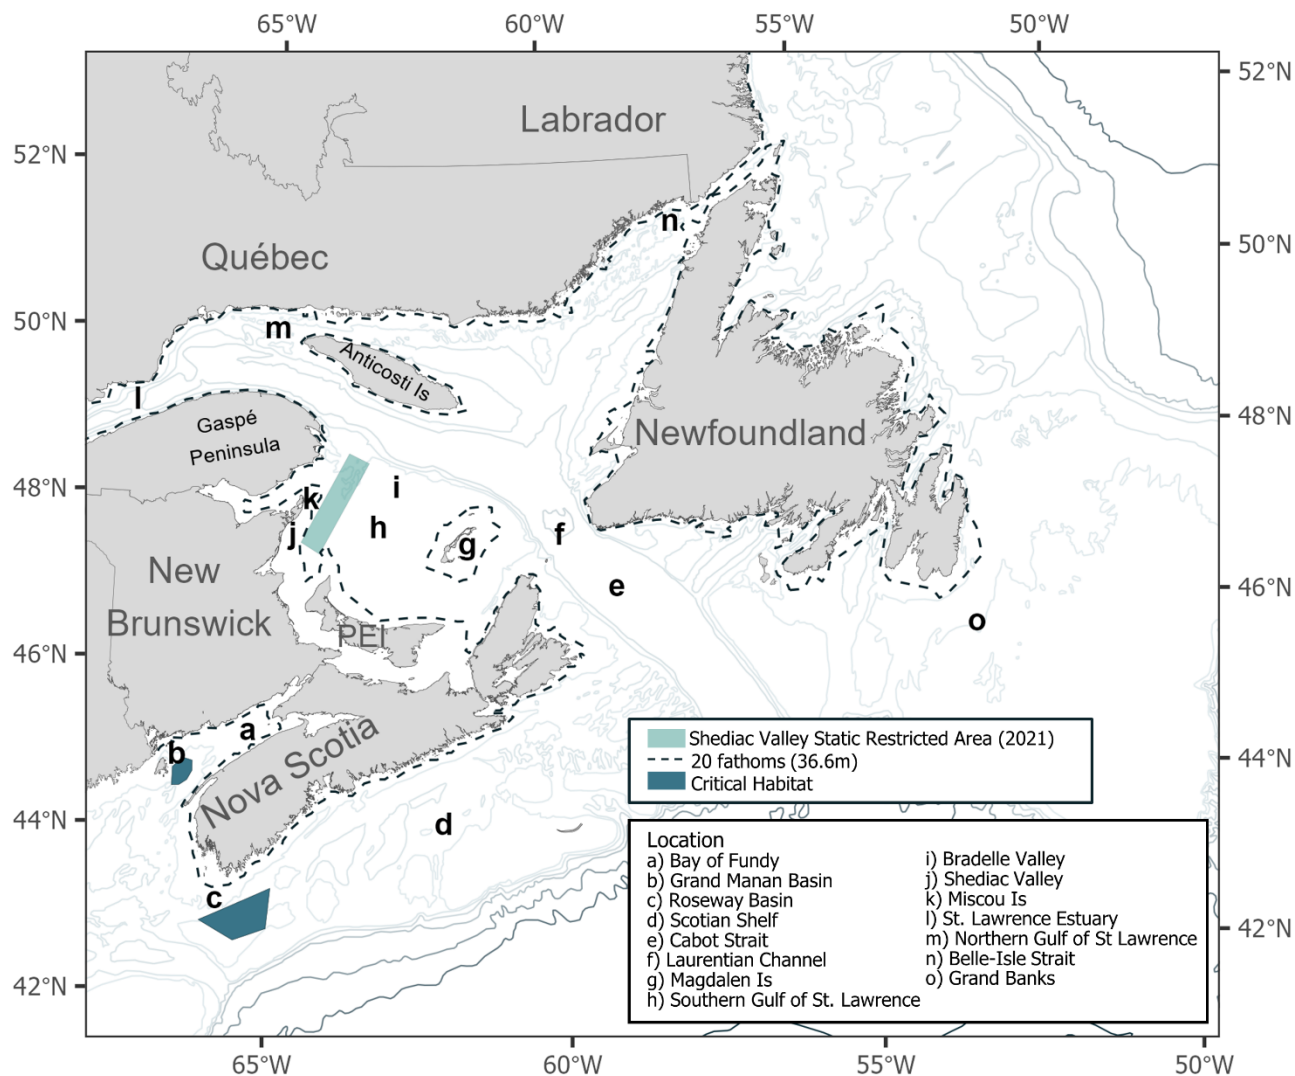 65°W 60°W 55°W 50°W
52°N
Labrador
52°N
n
Québec
50°N
50°N
m
Anticosti Is
l
48°N
Gaspé
Peninsula
Newfoundland
48°N
i
k
h
j
f
g
New
Brunswick
e
46°N
o
PEI
46°N
a
b
Nova Scotia
44°N
Shediac Valley Static Restricted Area (2021)
20 fathoms (36.6m)
Critical Habitat
44°N
d
c
Location
a) Bay of Fundy
b) Grand Manan Basin
c) Roseway Basin
d) Scotian Shelf
e) Cabot Strait
f) Laurentian Channel
g) Magdalen Is
h) Southern Gulf of St. Lawrence
i) Bradelle Valley
j) Shediac Valley
k) Miscou Is
l) St. Lawrence Estuary
m) Northern Gulf of St Lawrence
n) Belle-Isle Strait
o) Grand Banks
42°N
42°N
65°W 60°W 55°W 50°W